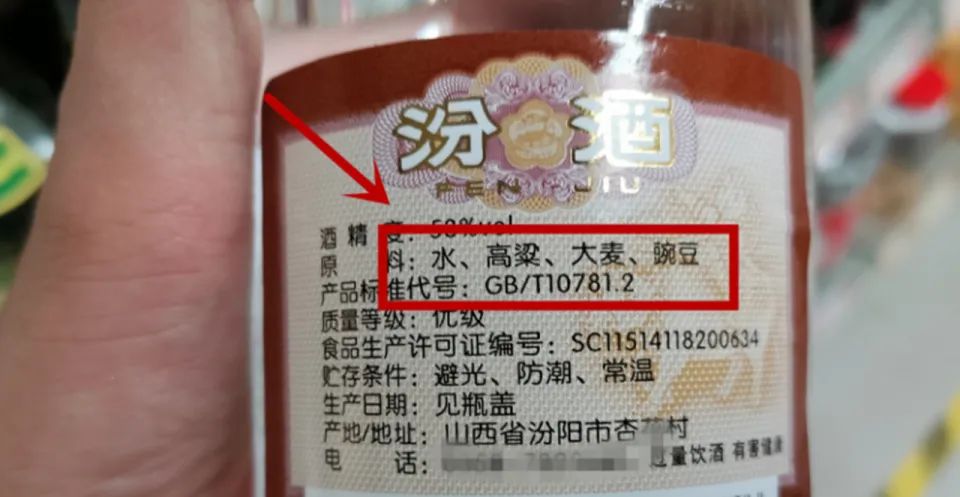 汾酒
FEN JIU
酒精度：53%vol
原料：水、高粱、大麦、豌豆
产品标准代号：GB/T10781.2
质量等级：优级
食品生产许可证编号：SC11514118200634
贮存条件：避光、防潮、常温
生产日期：见瓶盖
产地/地址：山西省汾阳市杏花村
电话： 过量饮酒 有害健康